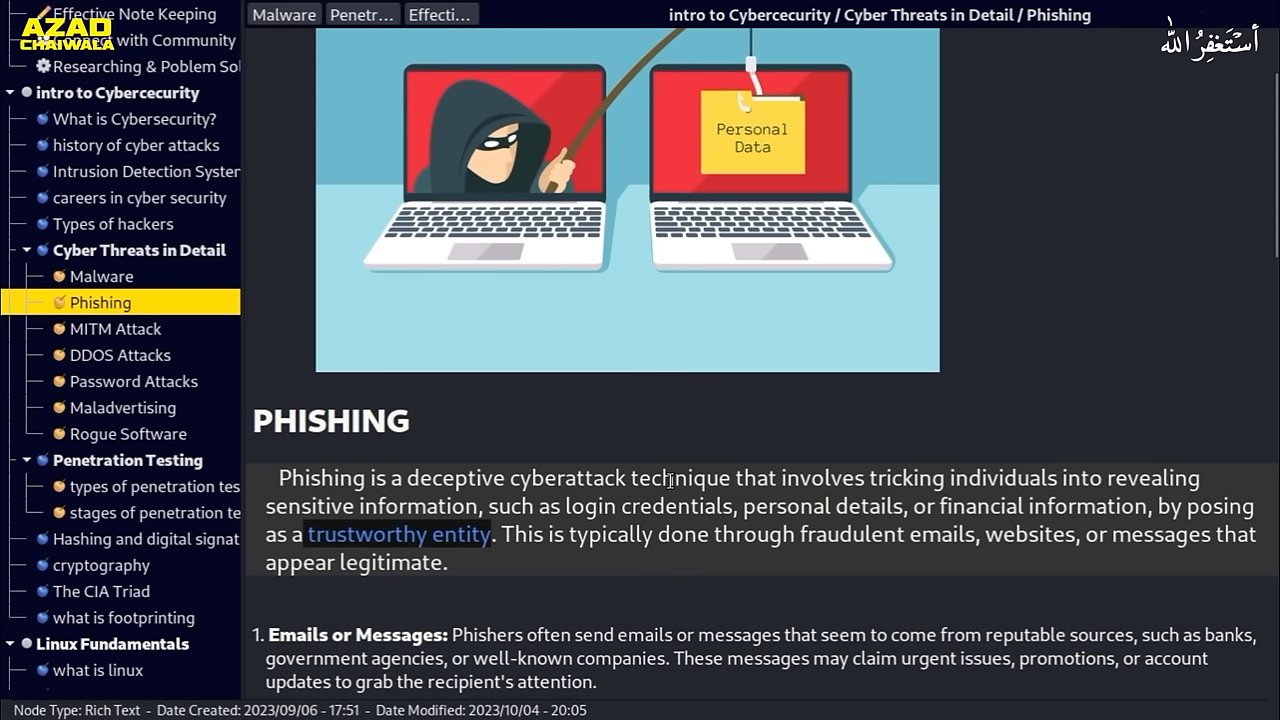 Effective Note Keeping
AZAD
CHAIWALA
Connect with Community
Researching & Poblem Sol
intro to Cybercecurity
What is Cybersecurity?
history of cyber attacks
Intrusion Detection Syster
careers in cyber security
Types of hackers
Cyber Threats in Detail
Malware
Phishing
MITM Attack
DDOS Attacks
Password Attacks
Maladvertising
Rogue Software
Penetration Testing
types of penetration tes
stages of penetration te
Hashing and digital signat
cryptography
The CIA Triad
what is footprinting
Linux Fundamentals
what is linux
Malware
Penetr...
Effecti...
intro to Cybercecurity / Cyber Threats in Detail / Phishing
أستغفر الله
Personal
Data
PHISHING
Phishing is a deceptive cyberattack technique that involves tricking individuals into revealing
sensitive information, such as login credentials, personal details, or financial information, by posing
as a trustworthy entity. This is typically done through fraudulent emails, websites, or messages that
appear legitimate.
1. Emails or Messages: Phishers often send emails or messages that seem to come from reputable sources, such as banks,
government agencies, or well-known companies. These messages may claim urgent issues, promotions, or account
updates to grab the recipient's attention.
Node Type: Rich Text - Date Created: 2023/09/06 - 17:51 - Date Modified: 2023/10/04 - 20:05